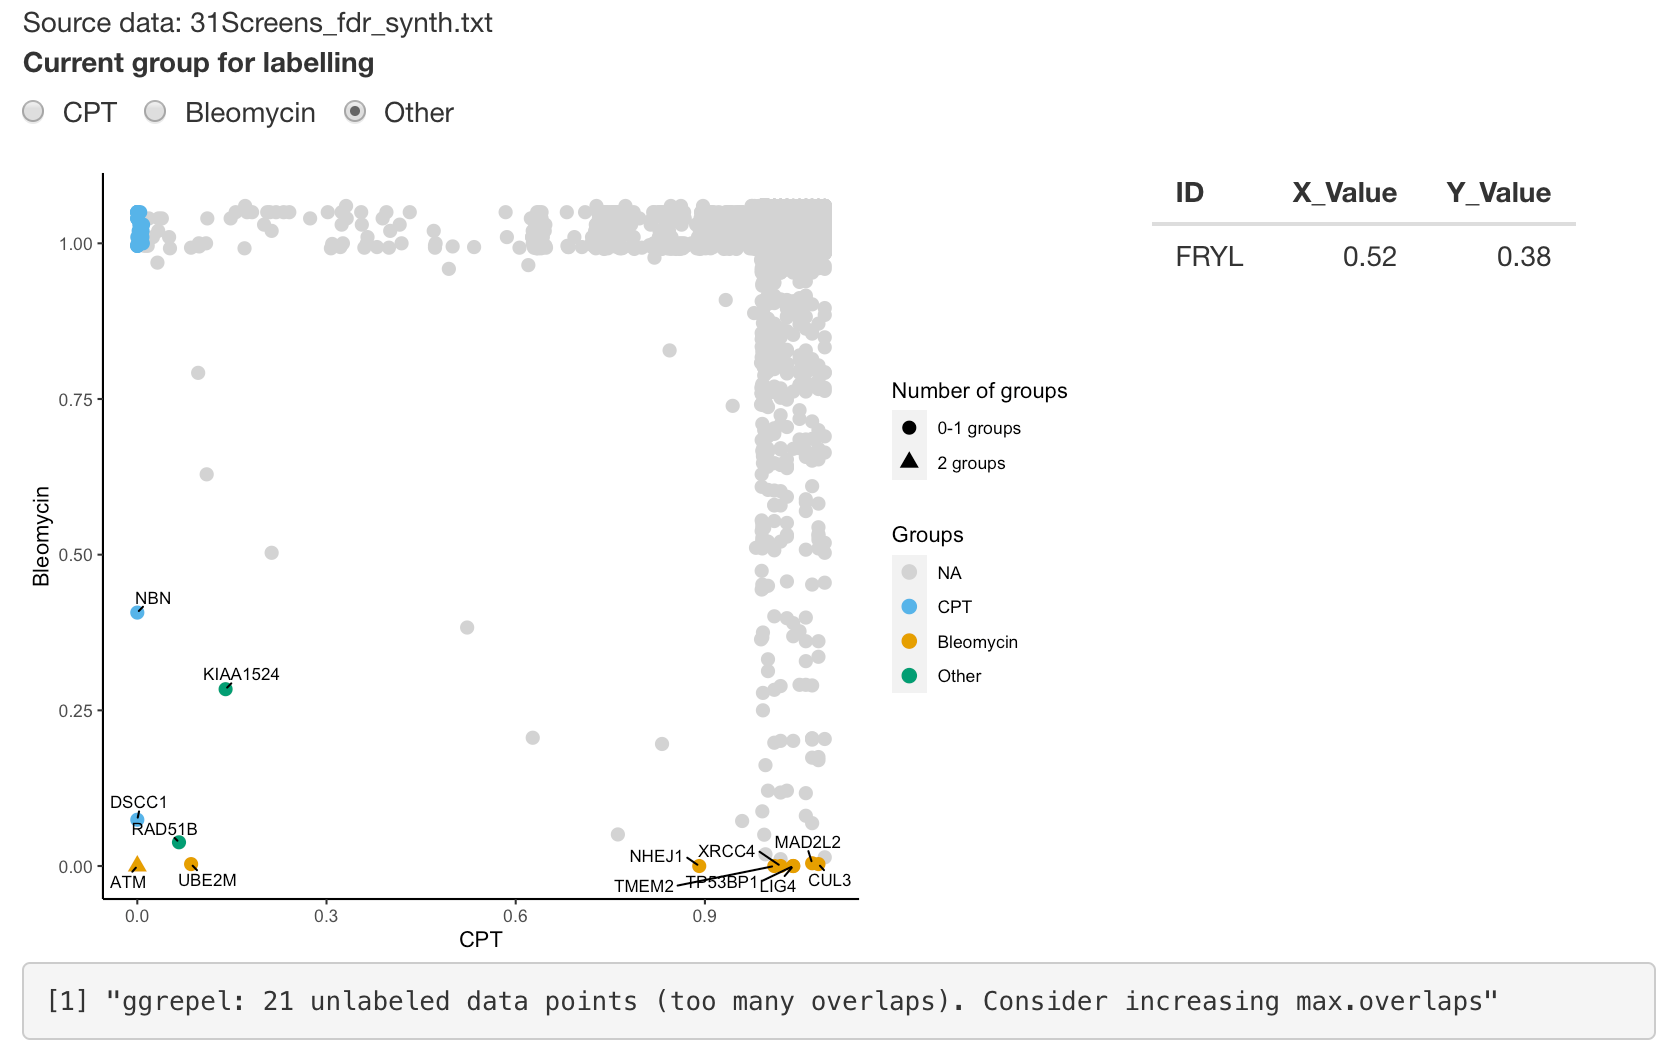 Source data: 31Screens_fdr_synth.txt
Current group for labelling
CPT Bleomycin Other
ID X_Value Y_Value
FRYL 0.52 0.38
1.00
0.75
0.50
0.25
0.00
Bleomycin
NBN
KIAA1524
DSCC1
RAD51B
ATM
UBE2M
NHEJ1
XRCC4
MAD2L2
TMEM2
TP53BP1
LIG4
CUL3
0.0 0.3 0.6 0.9
CPT
Number of groups
0-1 groups
2 groups
Groups
NA
CPT
Bleomycin
Other
[1] "ggrepel: 21 unlabeled data points (too many overlaps). Consider increasing max.overlaps"